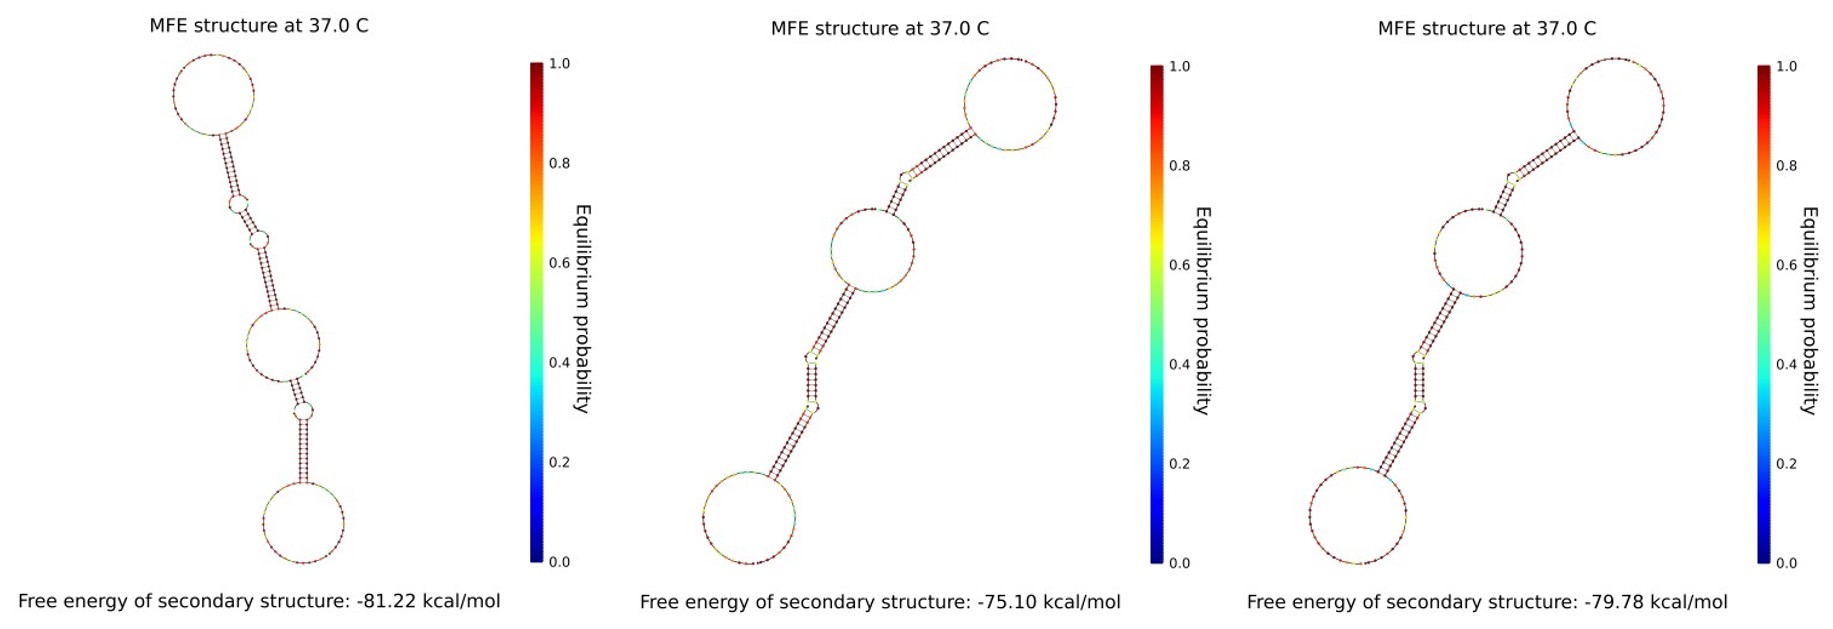 MFE structure at 37.0 C
1.0
0.8
0.6
0.4
0.2
0.0
Equilibrium probability
Free energy of secondary structure: -81.22 kcal/mol
MFE structure at 37.0 C
1.0
0.8
0.6
0.4
0.2
0.0
Equilibrium probability
Free energy of secondary structure: -75.10 kcal/mol
MFE structure at 37.0 C
1.0
0.8
0.6
0.4
0.2
0.0
Equilibrium probability
Free energy of secondary structure: -79.78 kcal/mol